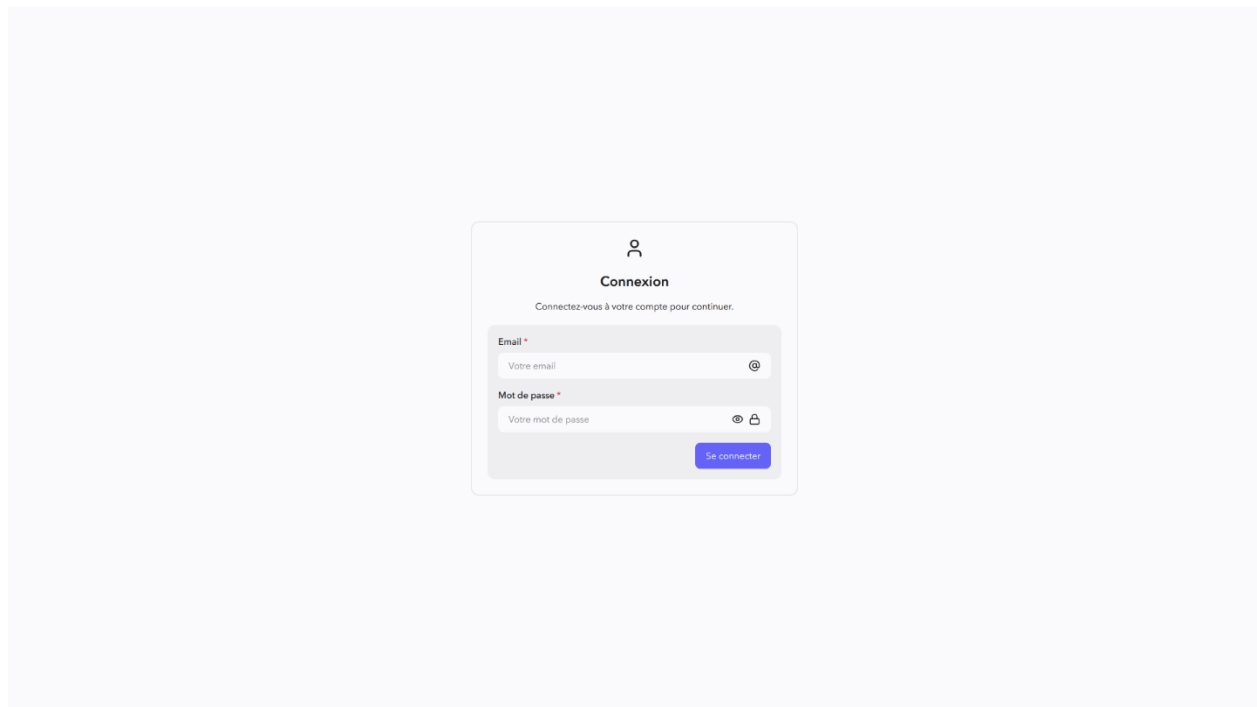 Connexion
Connectez-vous à votre compte pour continuer.
Email *
Votre email
@
Mot de passe *
Votre mot de passe
Se connecter